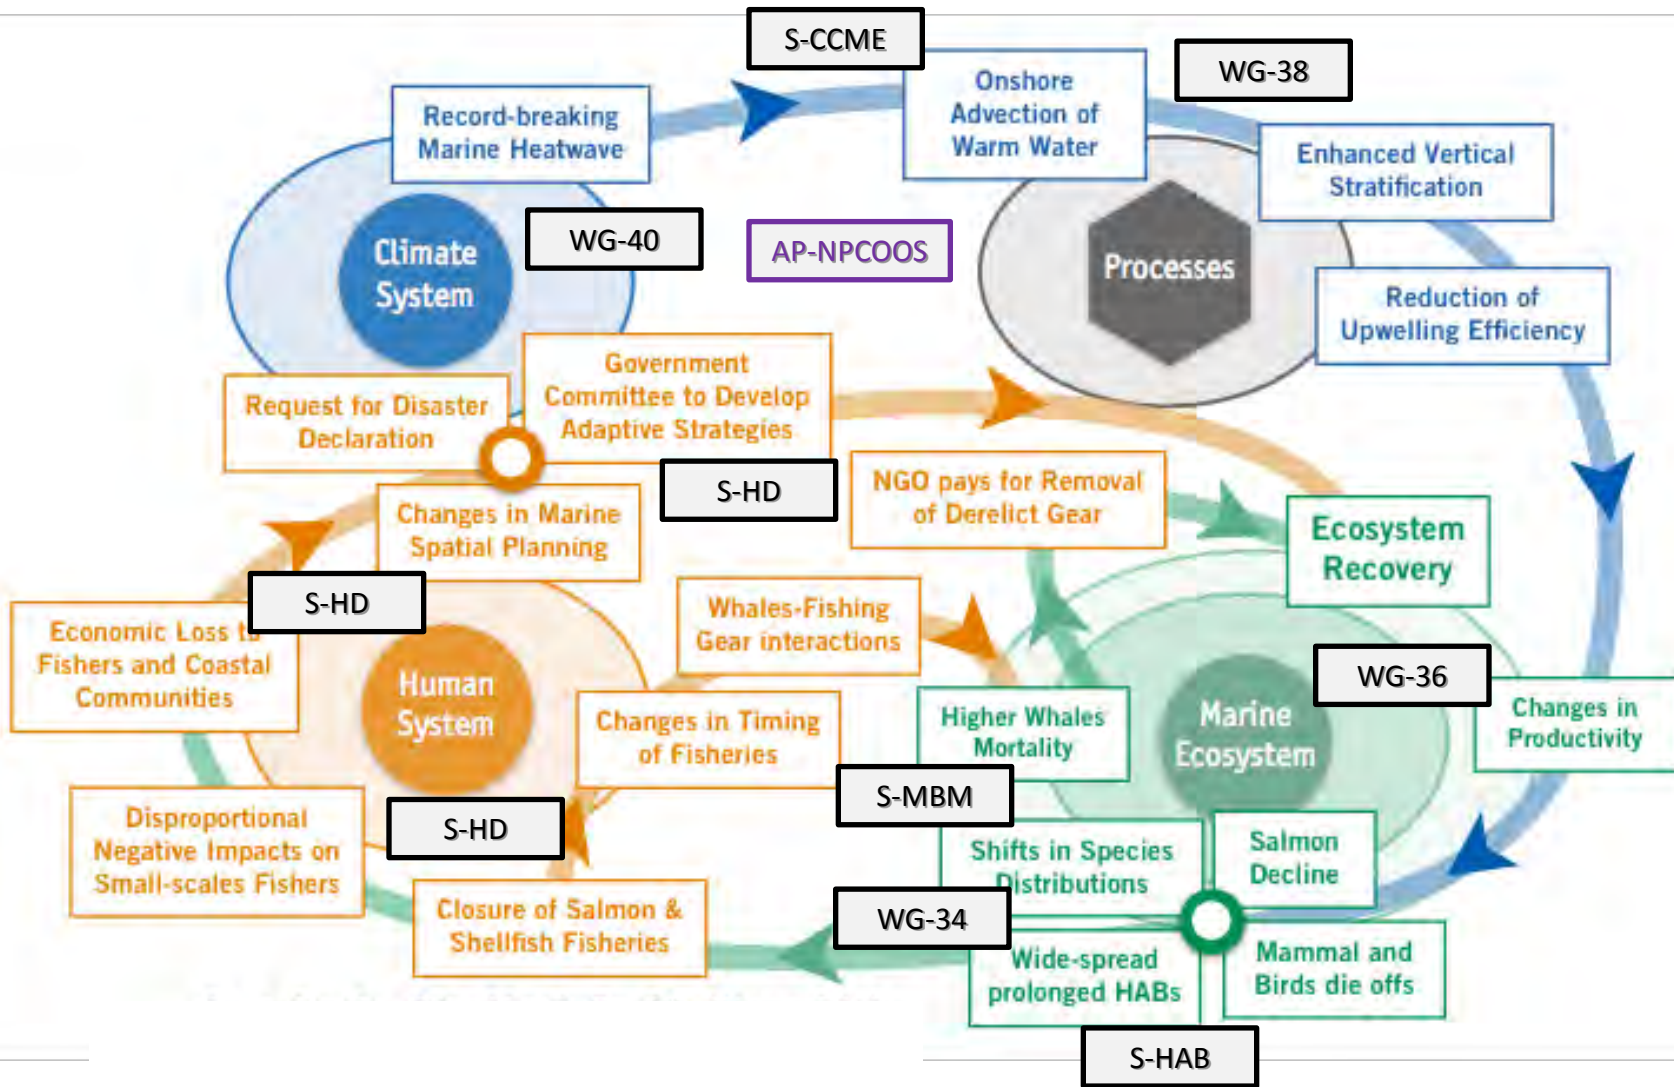 S-CCME
WG-38
Onshore
Advection of
Warm Water
Record-breaking
Marine Heatwave
Enhanced Vertical
Stratification
WG-40
AP-NPCOOS
Climate
System
Processes
Reduction of
Upwelling Efficiency
Government
Committee to Develop
Adaptive Strategies
Request for Disaster
Declaration
S-HD
NGO pays for Removal
of Derelict Gear
Changes in Marine
Spatial Planning
Ecosystem
Recovery
S-HD
Whales-Fishing
Gear interactions
Economic Loss to
Fishers and Coastal
Communities
Human
System
WG-36
Changes in Timing
of Fisheries
Higher Whales
Mortality
Marine
Ecosystem
Changes in
Productivity
S-MBM
S-HD
Disproportional
Negative Impacts on
Small-scales Fishers
Shifts in Species
Distributions
Salmon
Decline
Closure of Salmon &
Shellfish Fisheries
WG-34
Wide-spread
prolonged HABs
Mammal and
Birds die offs
S-HAB